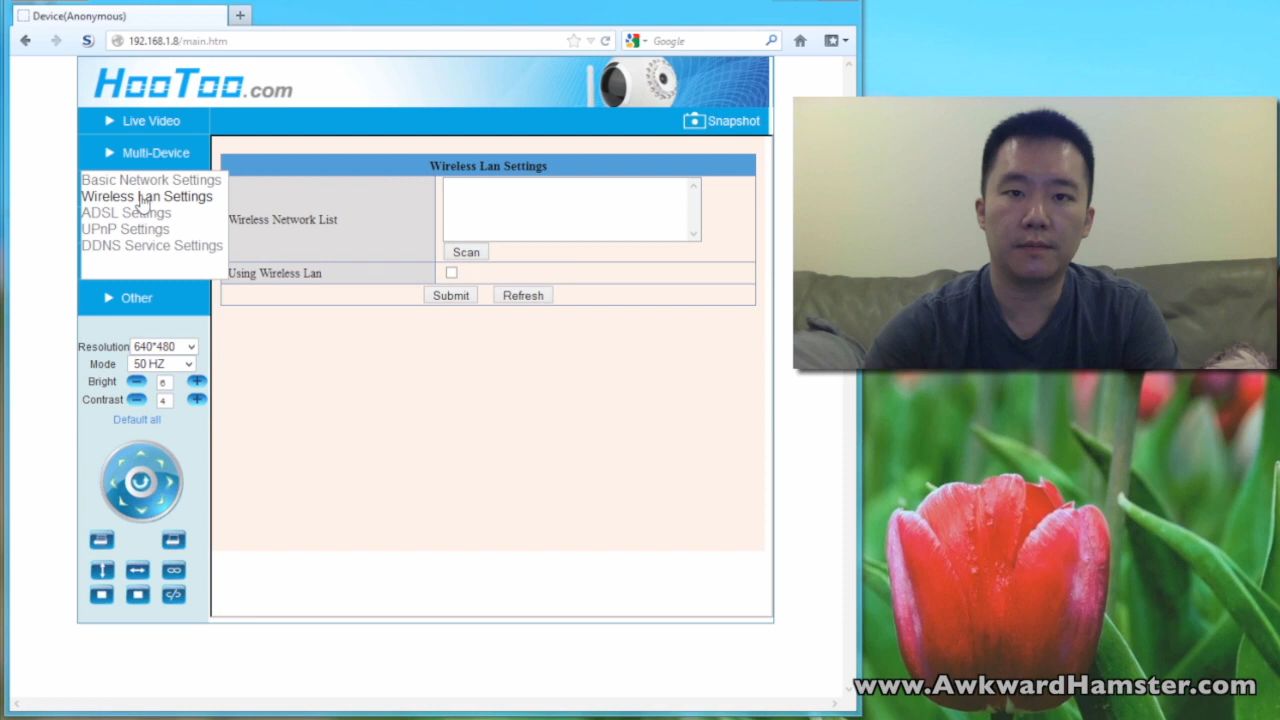 Device(Anonymous)
192.168.1.8/main.htm
Google
HooToo.com
Live Video
Snapshot
Multi-Device
Basic Network Settings
Wireless Lan Settings
ADSL Settings
UPnP Settings
DDNS Service Settings
Other
Wireless Lan Settings
Wireless Network List
Scan
Using Wireless Lan
Submit Refresh
Resolution 640*480
Mode 50 HZ
Bright 6
Contrast 4
Default all
www.AwkwardHamster.com